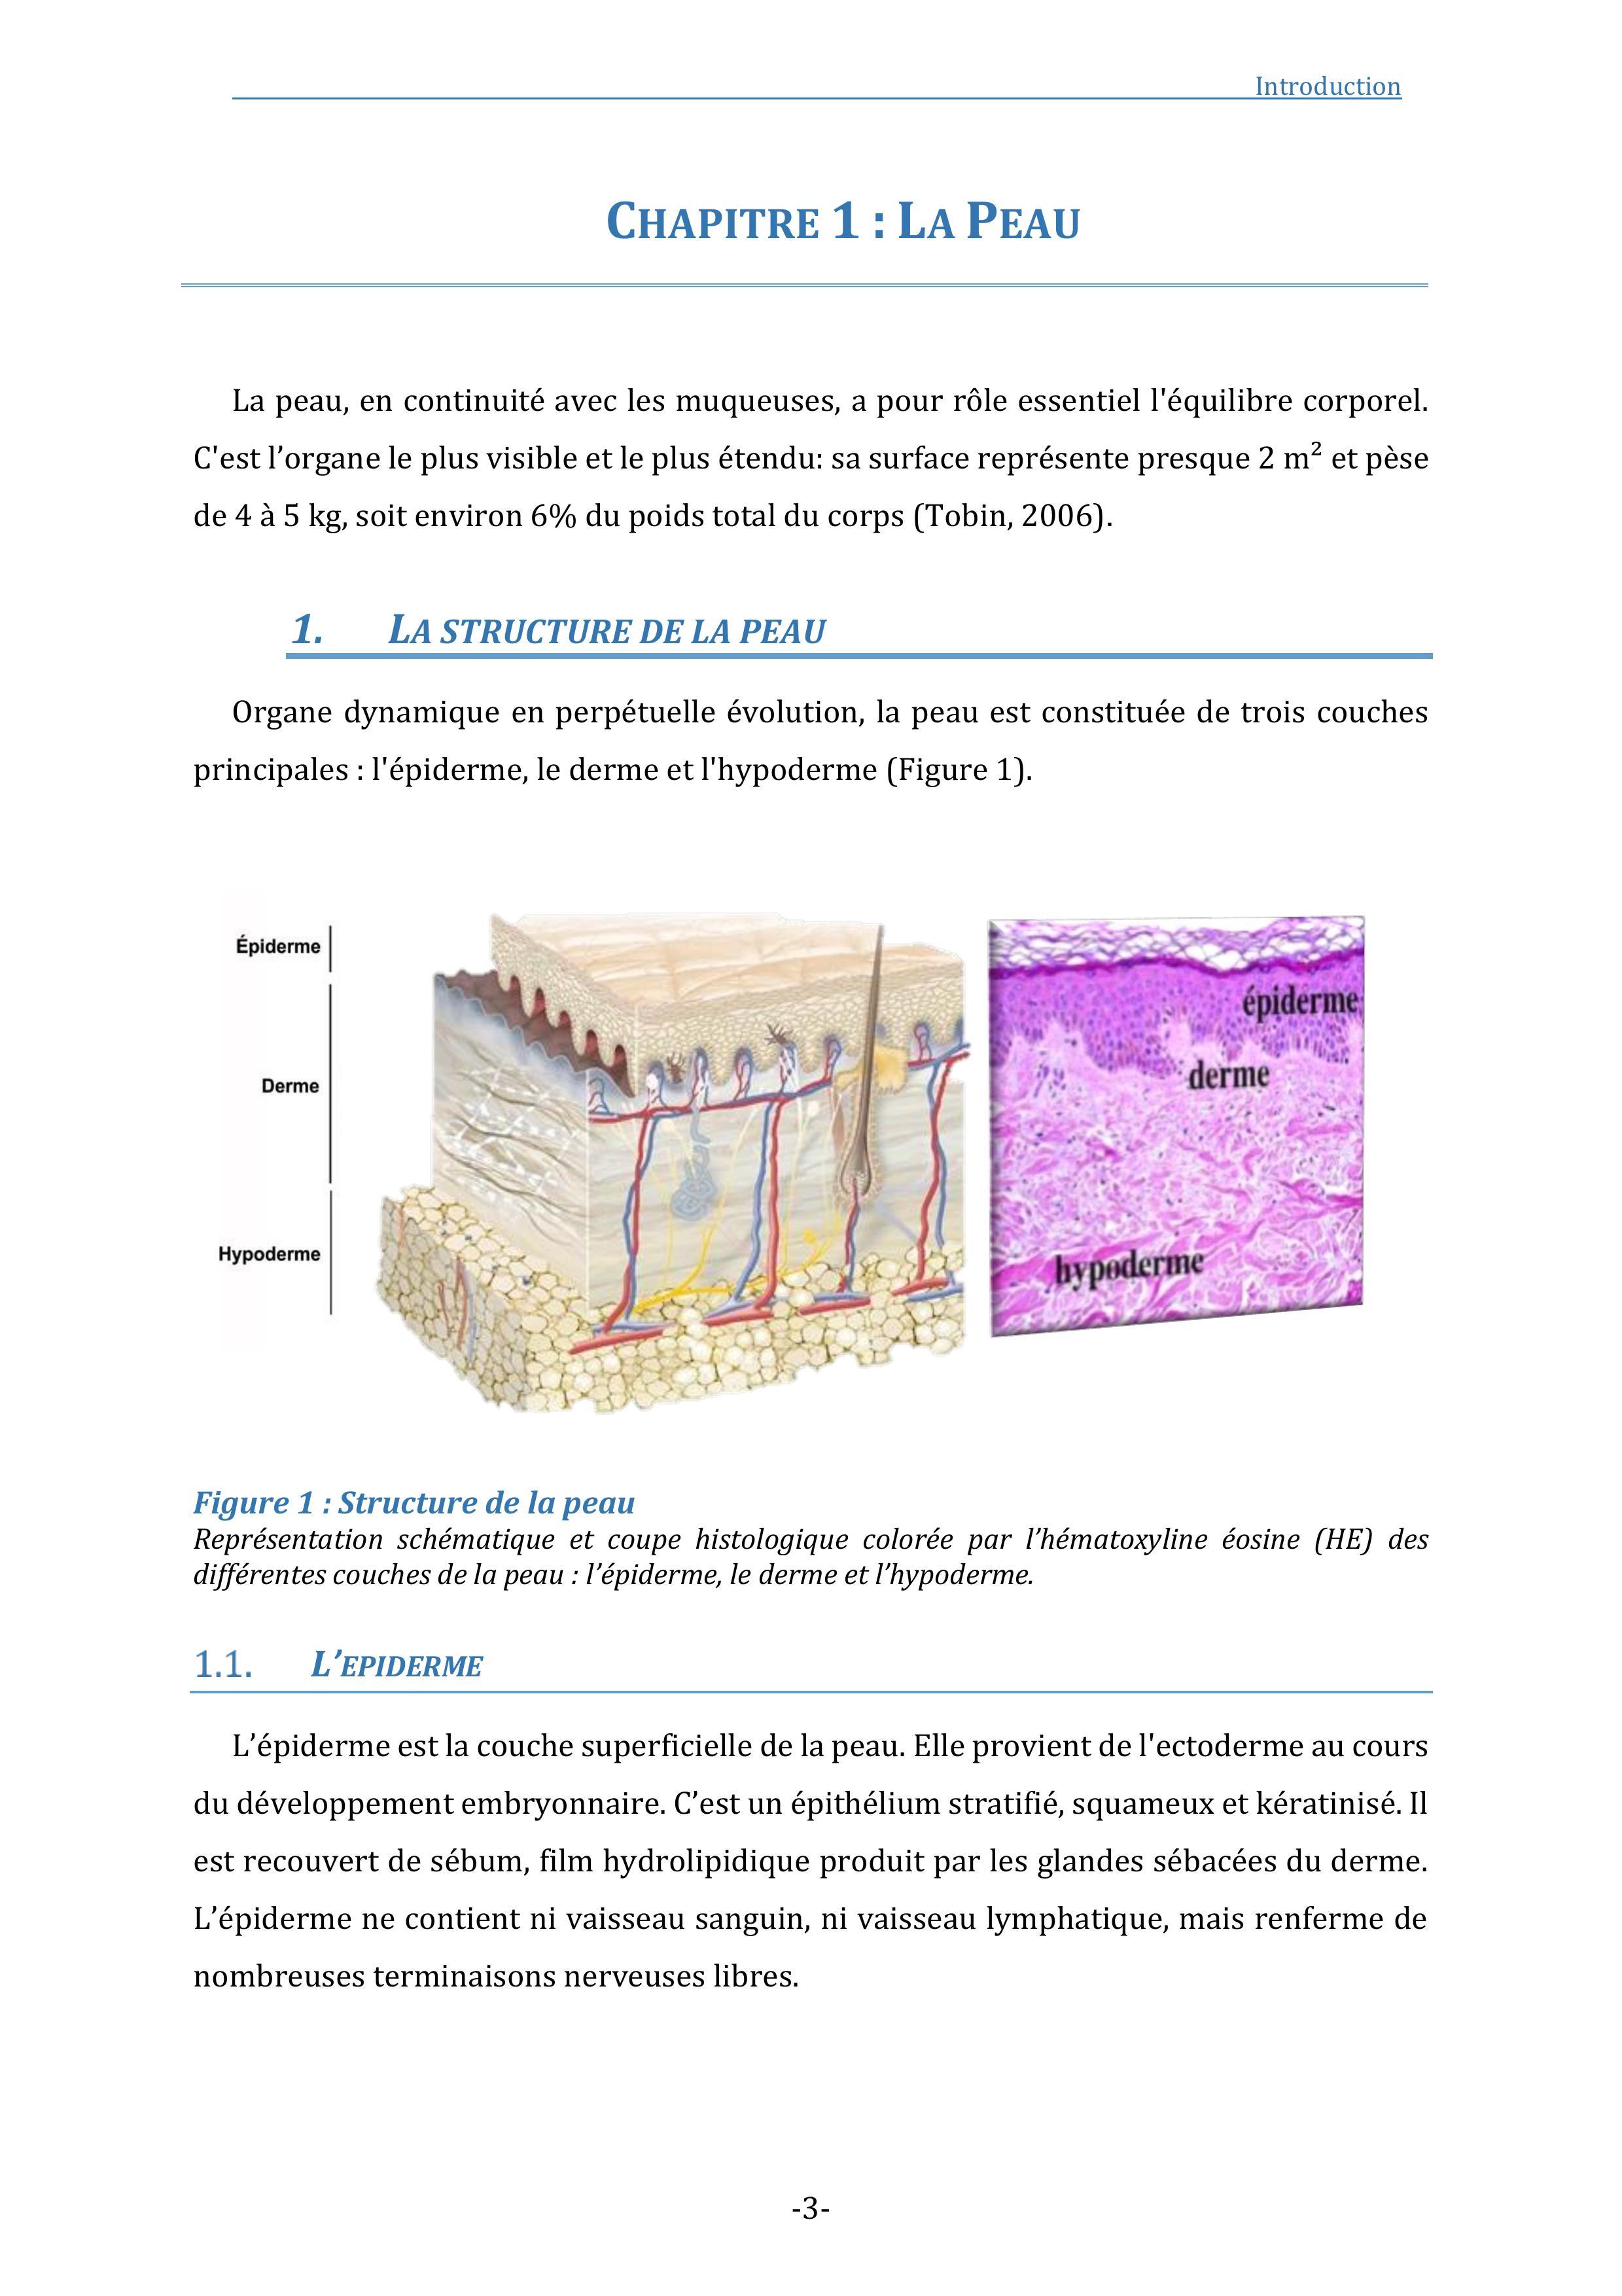 Introduction
CHAPITRE 1 : LA PEAU
La peau, en continuité avec les muqueuses, a pour rôle essentiel l'équilibre corporel.
C'est l’organe le plus visible et le plus étendu: sa surface représente presque 2 m² et pèse
de 4 à 5 kg, soit environ 6% du poids total du corps (Tobin, 2006).
1. LA STRUCTURE DE LA PEAU
Organe dynamique en perpétuelle évolution, la peau est constituée de trois couches
principales : l'épiderme, le derme et l'hypoderme (Figure 1).
Épiderme
Derme
Hypoderme
épiderme
derme
hypoderme
Figure 1 : Structure de la peau
Représentation schématique et coupe histologique colorée par l’hématoxyline éosine (HE) des
différentes couches de la peau : l’épiderme, le derme et l’hypoderme.
1.1. L’EPIDERME
L’épiderme est la couche superficielle de la peau. Elle provient de l'ectoderme au cours
du développement embryonnaire. C’est un épithélium stratifié, squameux et kératinisé. Il
est recouvert de sébum, film hydrolipidique produit par les glandes sébacées du derme.
L’épiderme ne contient ni vaisseau sanguin, ni vaisseau lymphatique, mais renferme de
nombreuses terminaisons nerveuses libres.
-3-